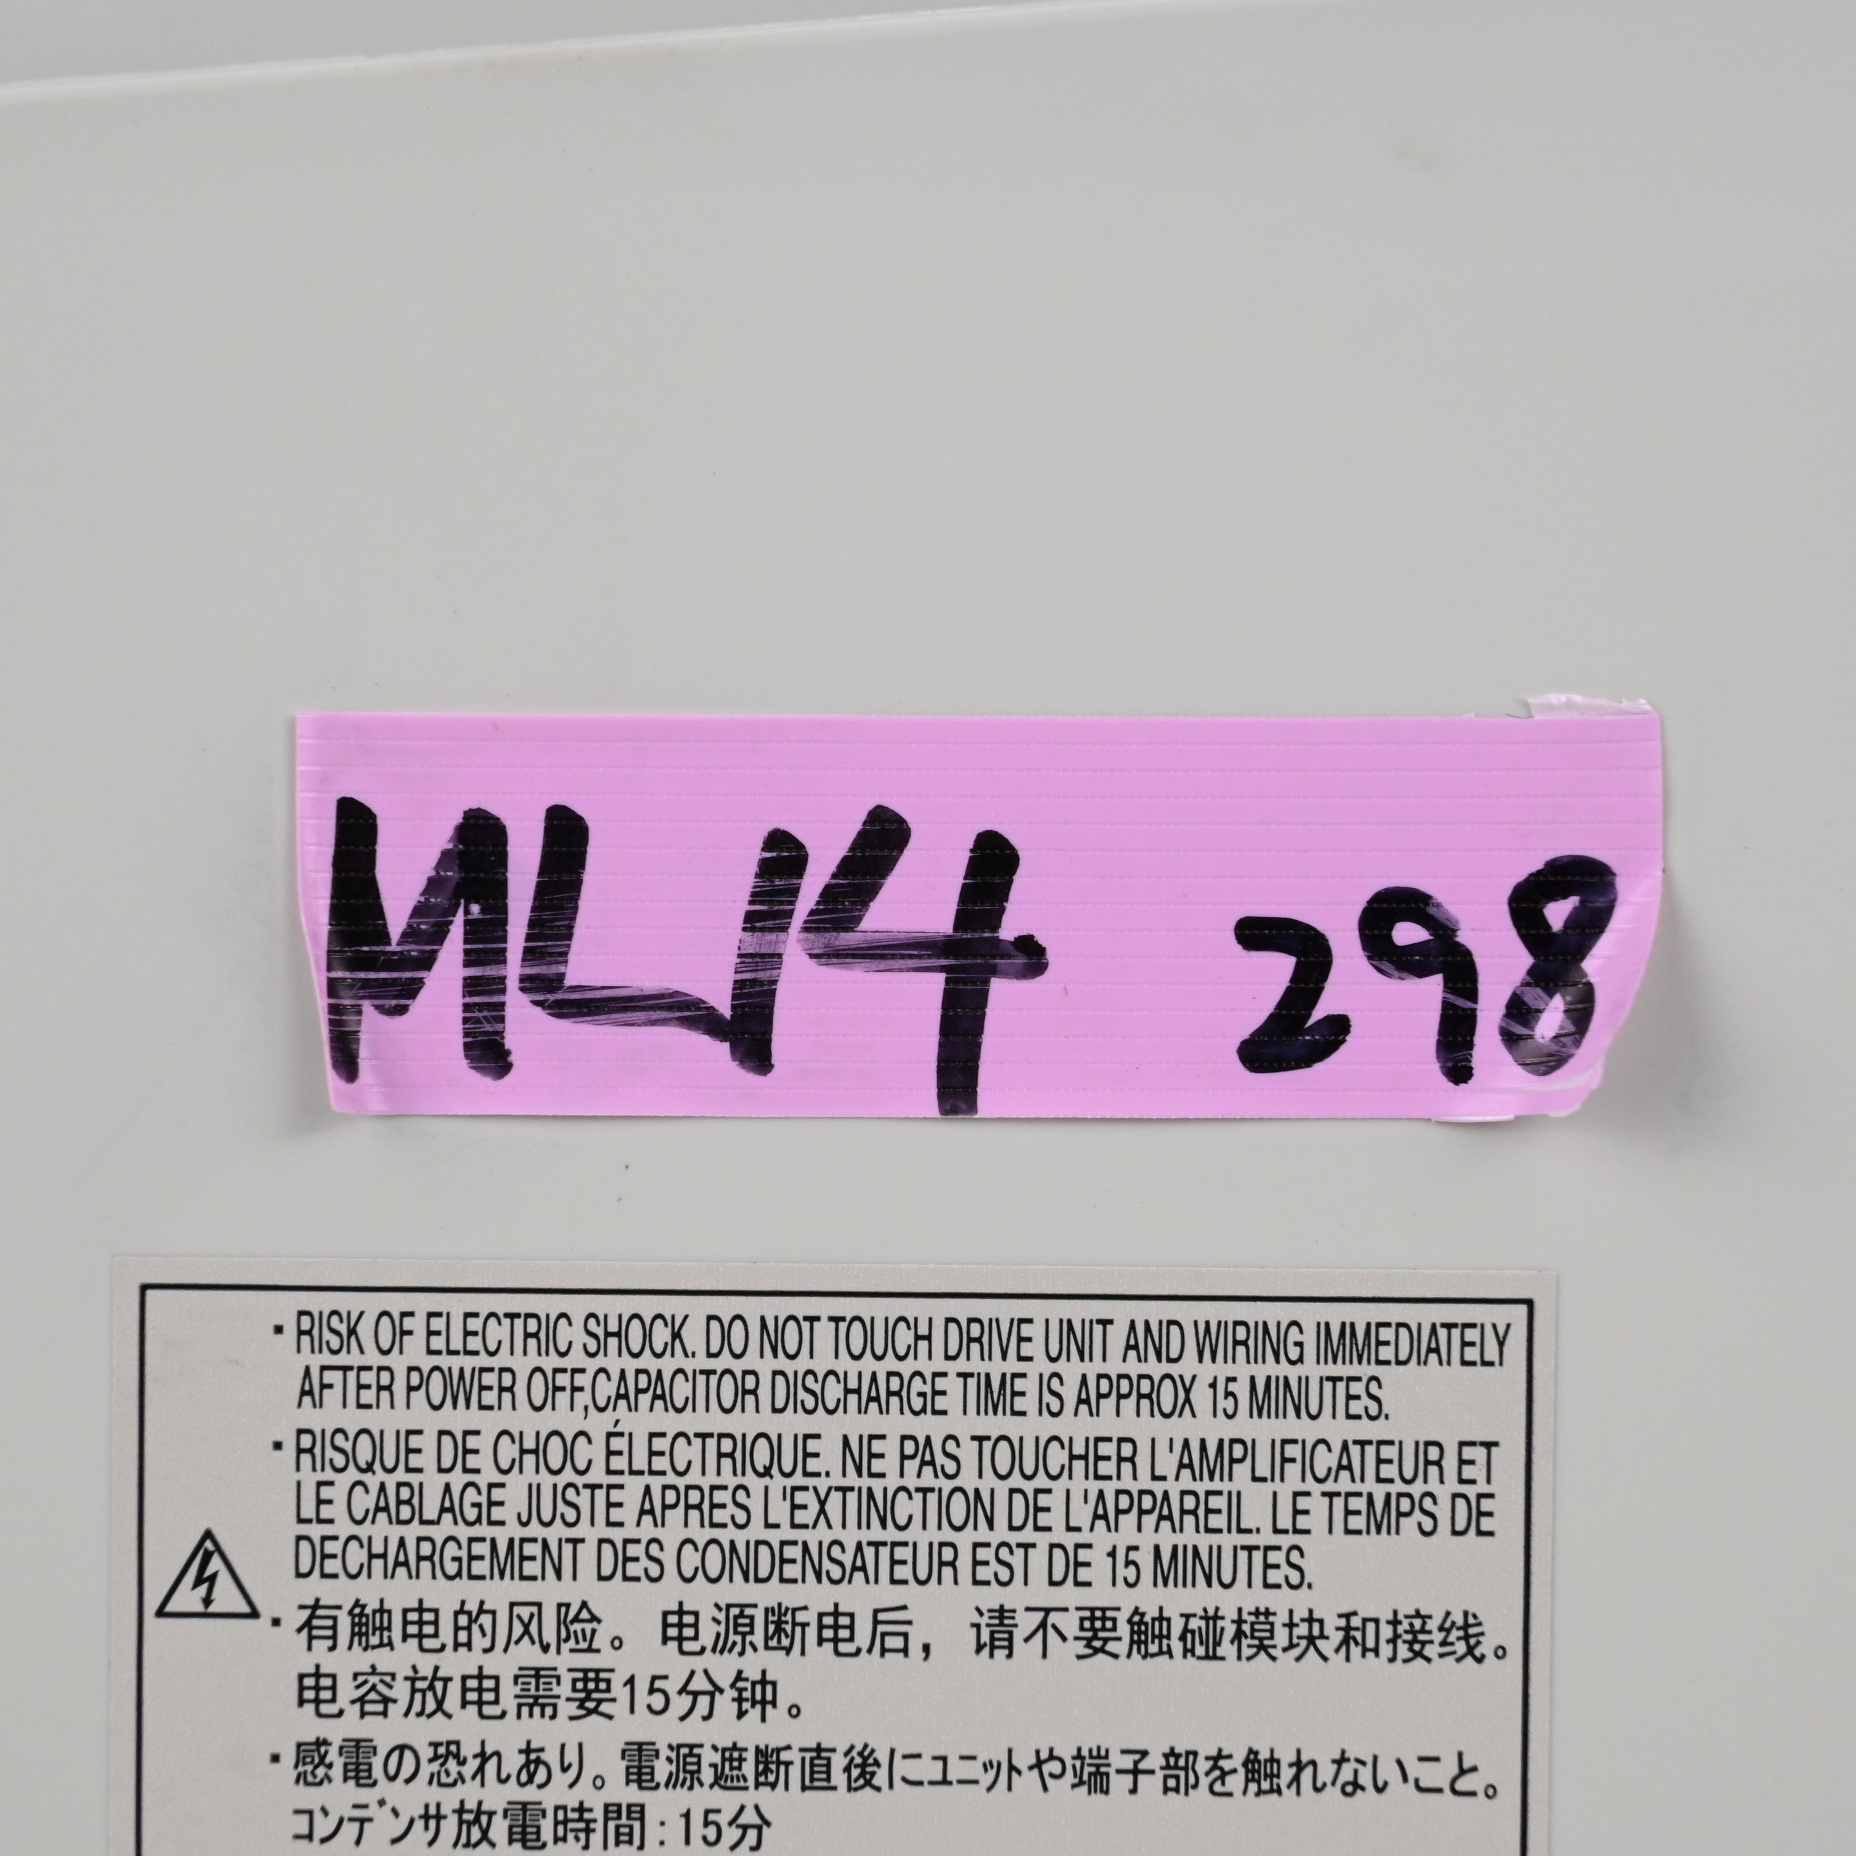 ML14 298
・RISK OF ELECTRIC SHOCK. DO NOT TOUCH DRIVE UNIT AND WIRING IMMEDIATELY
AFTER POWER OFF,CAPACITOR DISCHARGE TIME IS APPROX 15 MINUTES.
・RISQUE DE CHOC ÉLECTRIQUE. NE PAS TOUCHER L'AMPLIFICATEUR ET
LE CABLAGE JUSTE APRES L'EXTINCTION DE L'APPAREIL. LE TEMPS DE
DECHARGEMENT DES CONDENSATEUR EST DE 15 MINUTES.
・有触电的风险。电源断电后，请不要触碰模块和接线。
电容放电需要15分钟。
・感電の恐れあり。電源遮断直後にユニットや端子部を触れないこと。
コンデンサ放電時間:15分